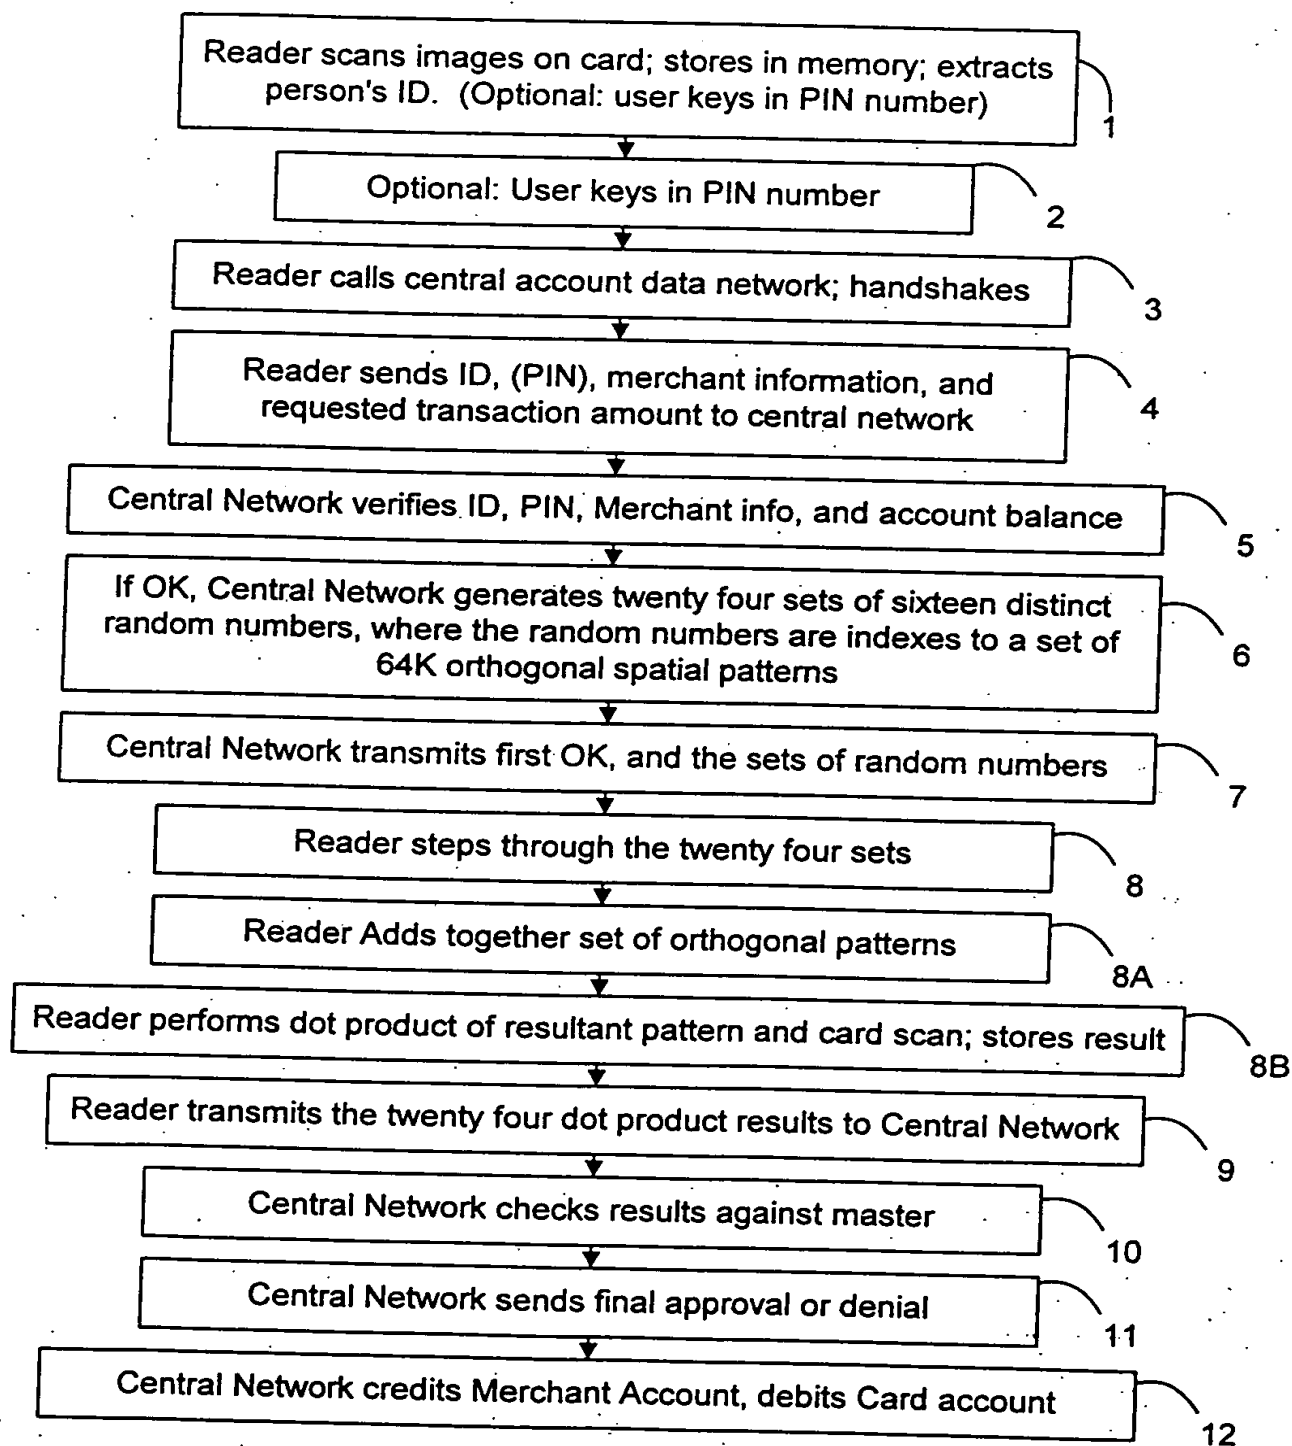 Reader scans images on card; stores in memory; extracts
person's ID. (Optional: user keys in PIN number)
1
Optional: User keys in PIN number
2
Reader calls central account data network; handshakes
3
Reader sends ID, (PIN), merchant information, and
requested transaction amount to central network
4
Central Network verifies ID, PIN, Merchant info, and account balance
5
If OK, Central Network generates twenty four sets of sixteen distinct
random numbers, where the random numbers are indexes to a set of
64K orthogonal spatial patterns
6
Central Network transmits first OK, and the sets of random numbers
7
Reader steps through the twenty four sets
8
Reader Adds together set of orthogonal patterns
8A
Reader performs dot product of resultant pattern and card scan; stores result
8B
Reader transmits the twenty four dot product results to Central Network
9
Central Network checks results against master
10
Central Network sends final approval or denial
11
Central Network credits Merchant Account, debits Card account
12